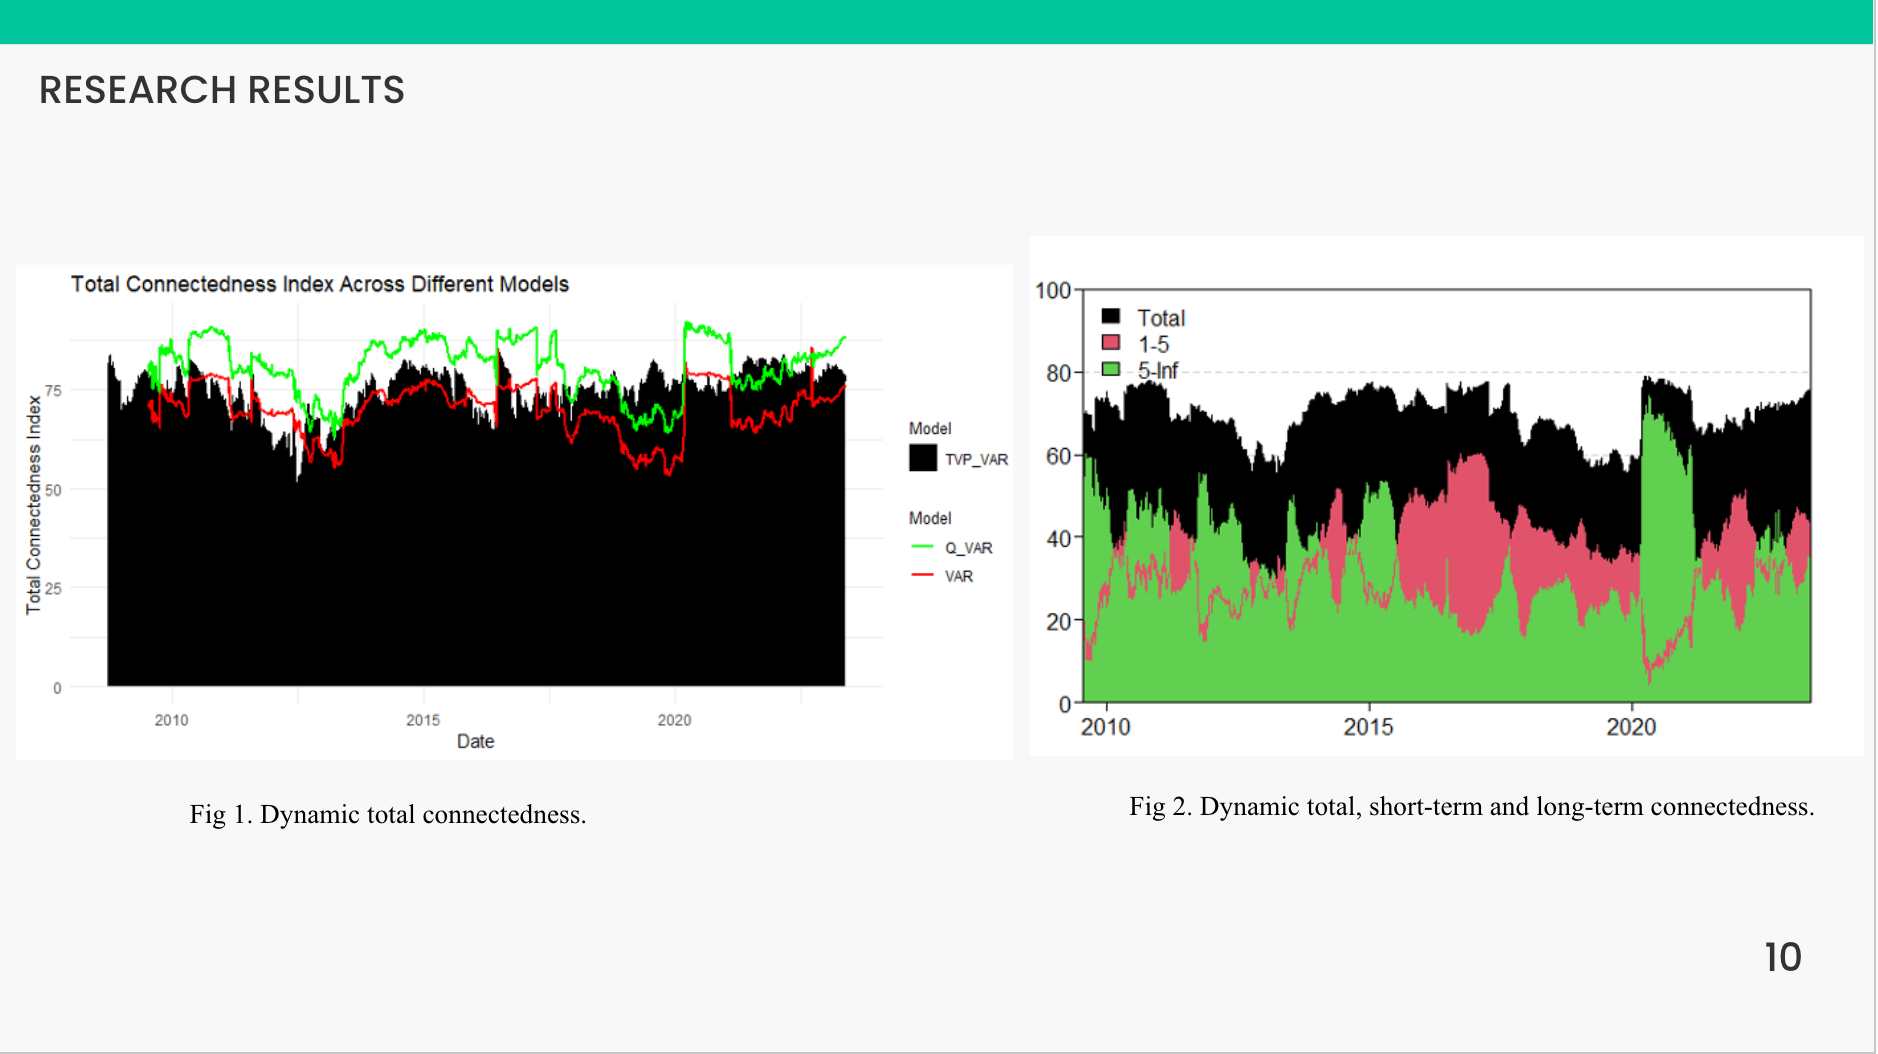 RESEARCH RESULTS
Total Connectedness Index Across Different Models
Total Connectedness Index
75
50
25
0
2010
2015
2020
Date
Model
TVP_VAR
Model
Q_VAR
VAR
Fig 1. Dynamic total connectedness.
100
80
60
40
20
0
Total
1-5
5-Inf
2010
2015
2020
Fig 2. Dynamic total, short-term and long-term connectedness.
10